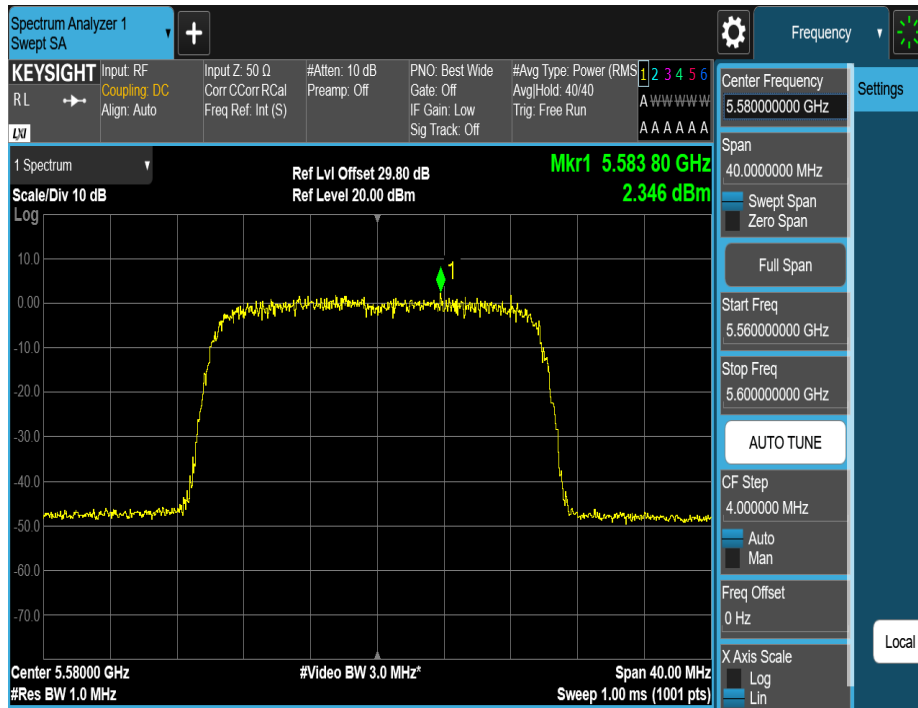 Spectrum Analyzer 1
Swept SA
+
Frequency
KEYSIGHT
RL
LXI
Input: RF
Coupling: DC
Align: Auto
Input Z: 50 Ω
Corr CCorr RCal
Freq Ref: Int (S)
#Atten: 10 dB
Preamp: Off
PNO: Best Wide
Gate: Off
IF Gain: Low
Sig Track: Off
#Avg Type: Power (RMS
Avg|Hold: 40/40
Trig: Free Run
1 2 3 4 5 6
A W W W W W
A A A A A A
1 Spectrum
Scale/Div 10 dB
Log
Ref Lvl Offset 29.80 dB
Ref Level 20.00 dBm
Mkr1 5.583 80 GHz
2.346 dBm
1
10.0
0.00
-10.0
-20.0
-30.0
-40.0
-50.0
-60.0
-70.0
Center 5.58000 GHz
#Res BW 1.0 MHz
#Video BW 3.0 MHz*
Span 40.00 MHz
Sweep 1.00 ms (1001 pts)
Center Frequency
5.580000000 GHz
Span
40.0000000 MHz
Swept Span
Zero Span
Full Span
Start Freq
5.560000000 GHz
Stop Freq
5.600000000 GHz
AUTO TUNE
CF Step
4.000000 MHz
Auto
Man
Freq Offset
0 Hz
X Axis Scale
Log
Lin
Settings
Local